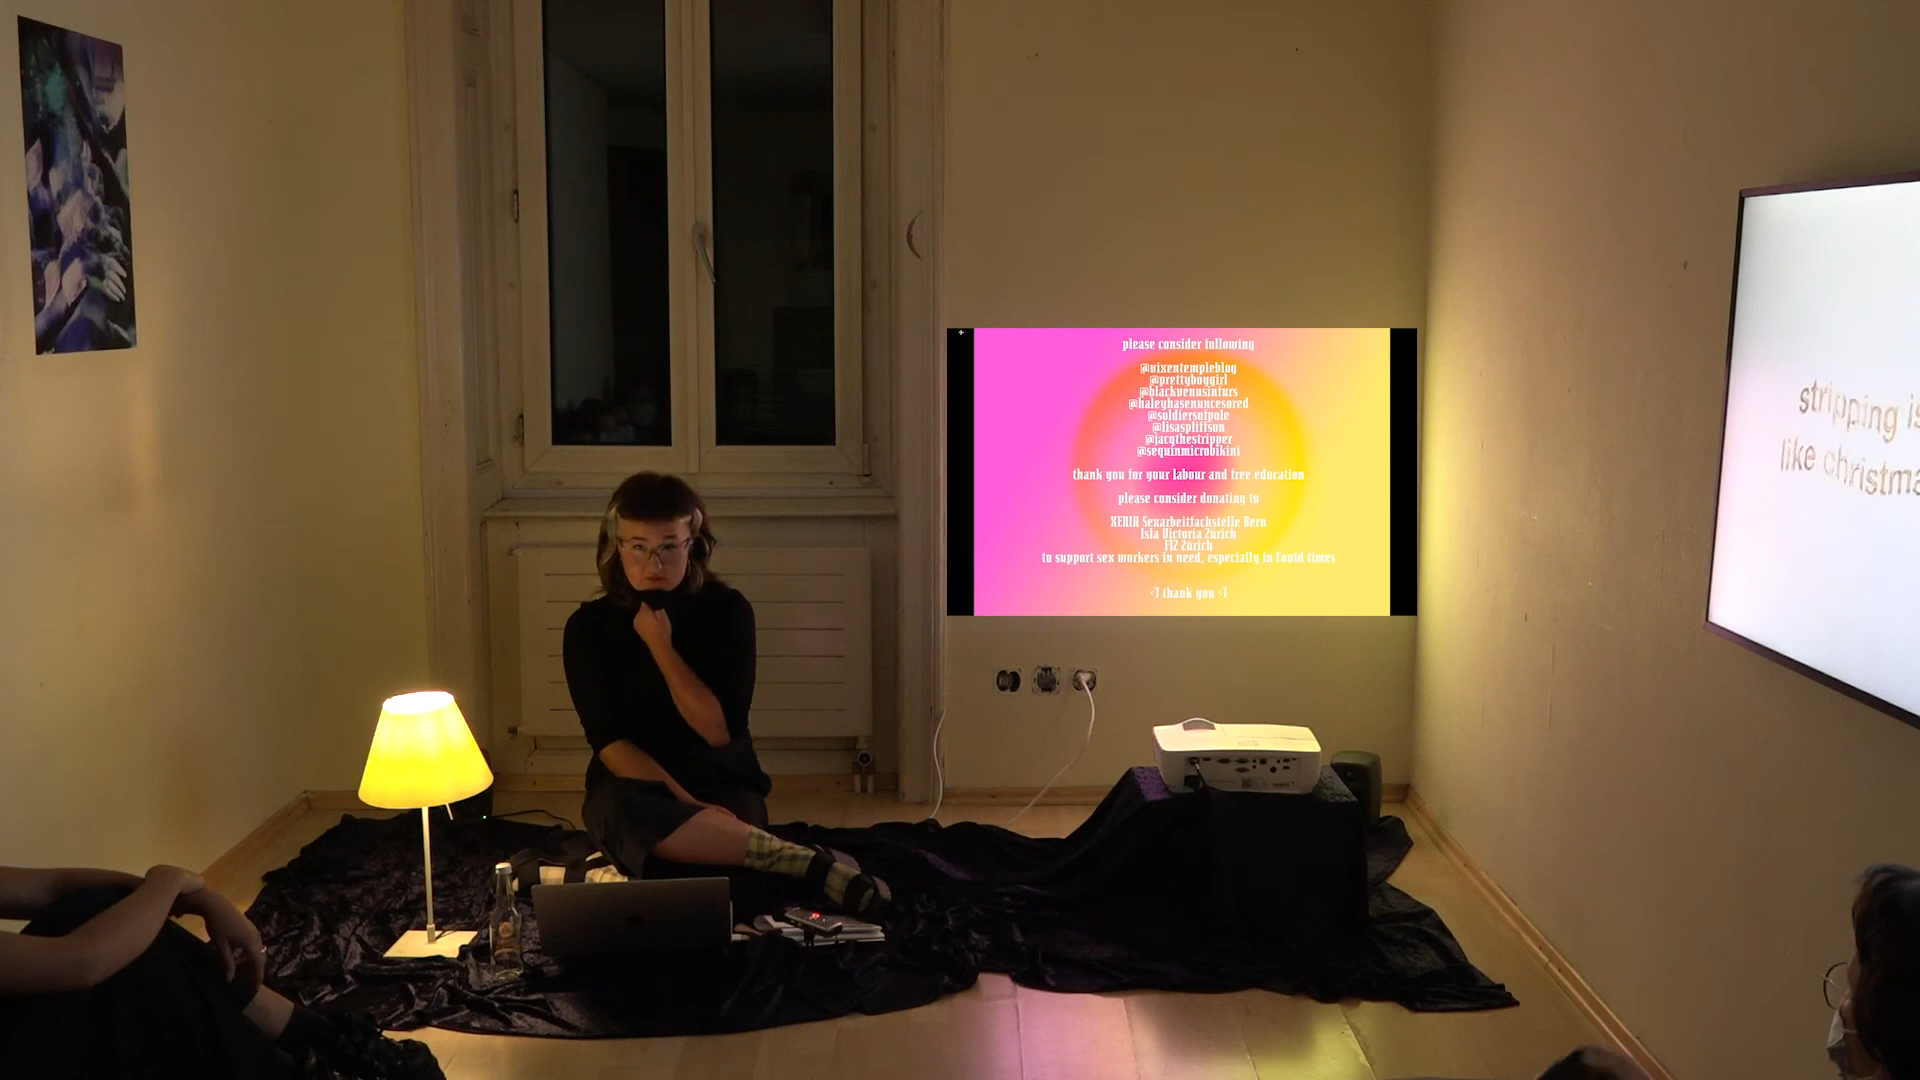 please consider following
@vixentempleblog
@prettyboygirl
@blackvenusinfurs
@haleyhasenuncesored
@soldiersofpole
@lisaspliffson
@jacqthestripper
@sequinmicrobikini
thank you for your labour and free education
please consider donating to
XENIA Sexarbeitfachstelle Bern
Isla Victoria Zürich
FIZ Zürich
to support sex workers in need, especially in Covid times
<3 thank you <3
stripping is
like christma